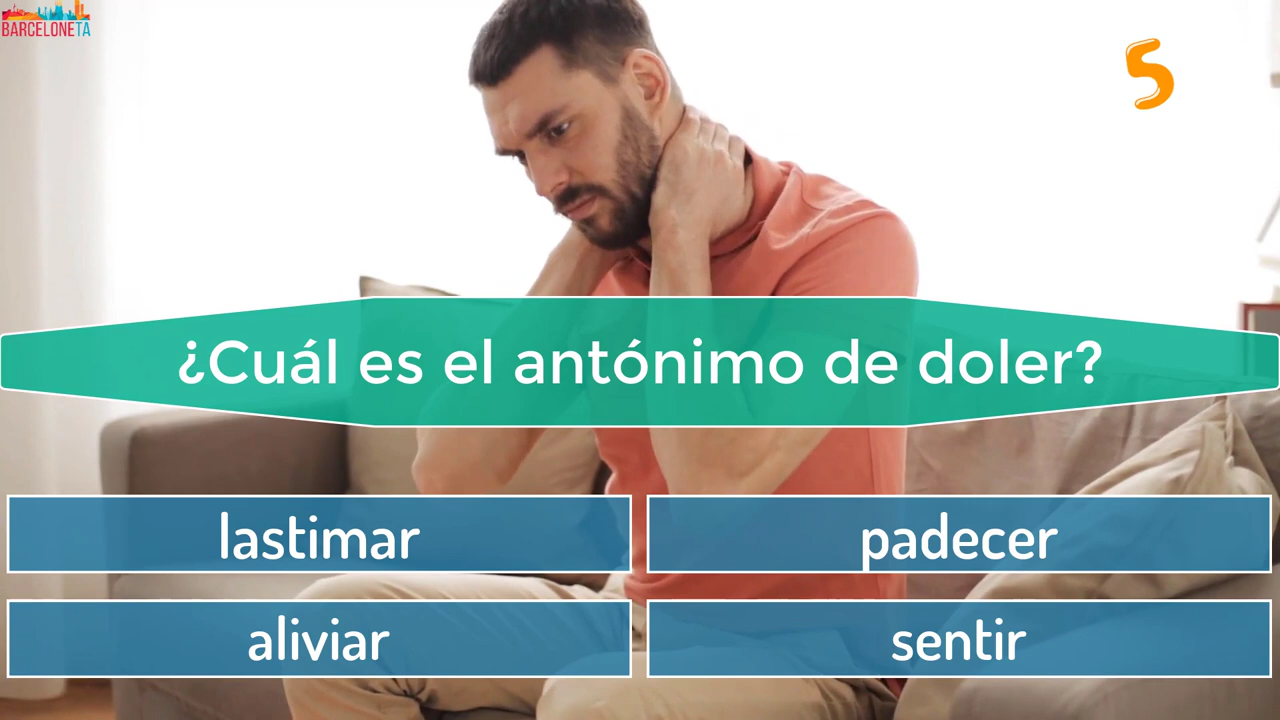 BARCELONETA
5
¿Cuál es el antónimo de doler?
lastimar
padecer
aliviar
sentir